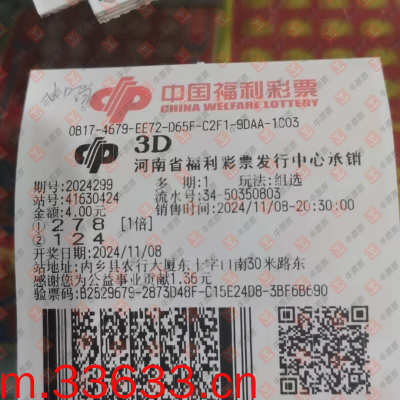 中国福利彩票
CHINA WELFARE LOTTERY
0B17-4679-EE72-D65F-C2F1-9DAA-1C03
3D
河南省福利彩票发行中心承销
期号:2024299 多期:1 玩法:组选
站号:41630424 流水号:34-50350803
金额:4.00元 销售时间:2024/11/08-20:30:00
① 278 [1倍]
② 124
开奖日期:2024/11/08
站地址:内乡县农行大厦东十字口南30米路东
感谢您为公益事业贡献1.36元
验票码:B2529679-2873D48F-C15E24D8-3BF6B690
m.33633.cn